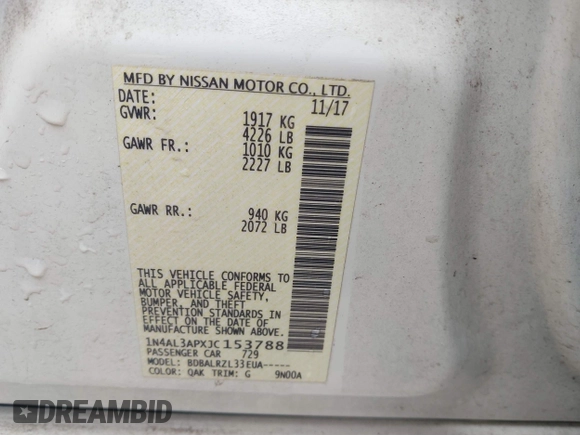 MFD BY NISSAN MOTOR CO., LTD.
DATE: 11/17
GVWR: 1917 KG
4226 LB
GAWR FR.: 1010 KG
2227 LB
GAWR RR.: 940 KG
2072 LB
THIS VEHICLE CONFORMS TO
ALL APPLICABLE FEDERAL
MOTOR VEHICLE SAFETY,
BUMPER, AND THEFT
PREVENTION STANDARDS IN EFFECT
ON THE DATE OF
MANUFACTURE SHOWN ABOVE.
1N4AL3APXJC153788
PASSENGER CAR 729
MODEL: BDBALRZL33EUA-----
COLOR: QAK TRIM: G 9N00A
© COPYRIGHT BIDCARS